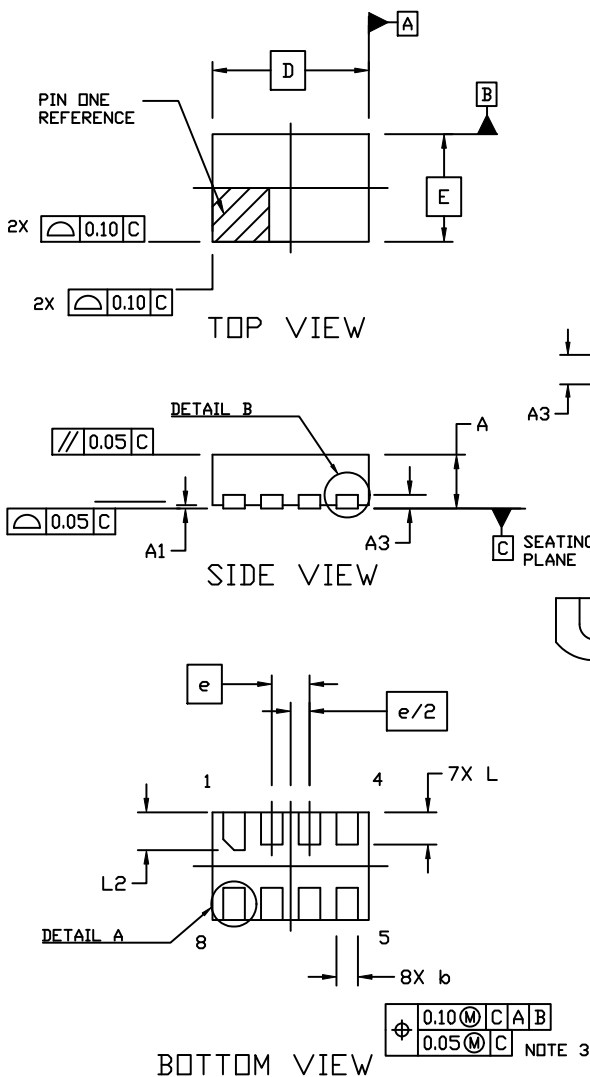 A
D
PIN ONE
REFERENCE
B
E
2X 0.10 C
2X 0.10 C
TOP VIEW
DETAIL B
A
A3
// 0.05 C
0.05 C
A1
A3
C SEATING
PLANE
SIDE VIEW
e
e/2
1 4
7X L
L2
DETAIL A
8 5
8X b
0.10 Ⓜ C A B
0.05 Ⓜ C NOTE 3
BOTTOM VIEW